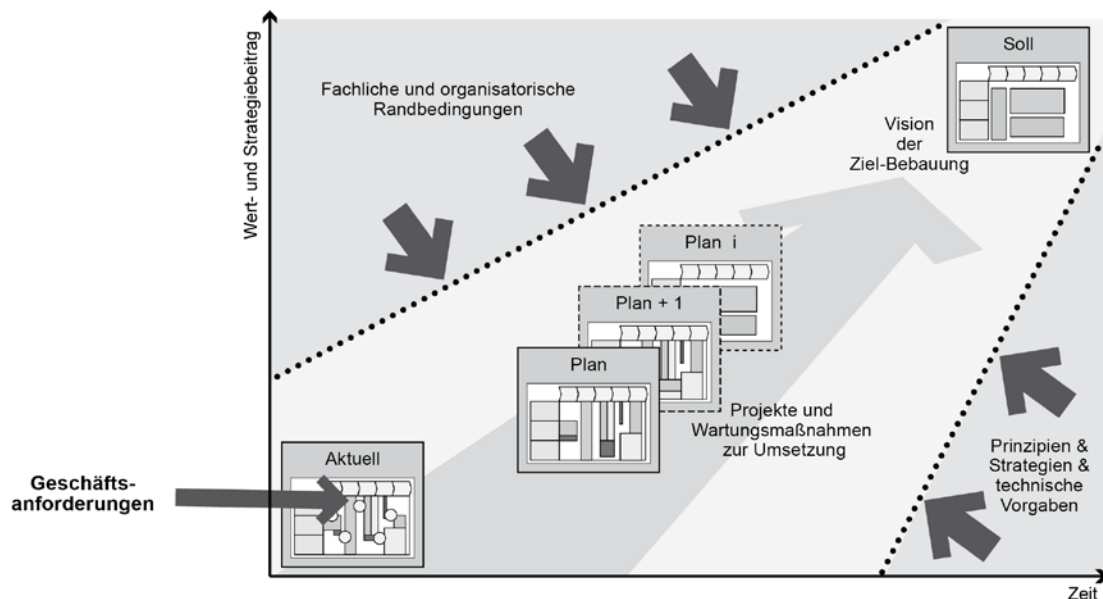 Wert- und Strategiebeitrag
Fachliche und organisatorische
Randbedingungen
Soll
Vision
der
Ziel-Bebauung
Plan i
Plan + 1
Plan
Projekte und
Wartungsmaßnahmen
zur Umsetzung
Prinzipien &
Strategien &
technische
Vorgaben
Aktuell
Geschäfts-
anforderungen
Zeit